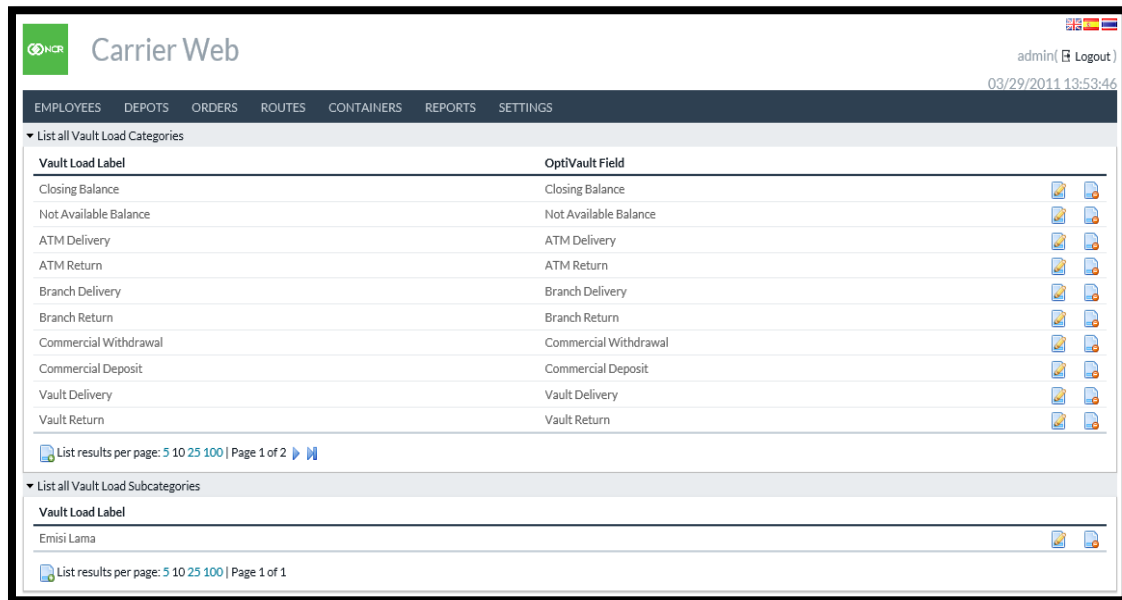 NCR Carrier Web
admin( Logout )
03/29/2011 13:53:46
EMPLOYEES DEPOTS ORDERS ROUTES CONTAINERS REPORTS SETTINGS
List all Vault Load Categories
Vault Load Label OptiVault Field
Closing Balance Closing Balance
Not Available Balance Not Available Balance
ATM Delivery ATM Delivery
ATM Return ATM Return
Branch Delivery Branch Delivery
Branch Return Branch Return
Commercial Withdrawal Commercial Withdrawal
Commercial Deposit Commercial Deposit
Vault Delivery Vault Delivery
Vault Return Vault Return
List results per page: 5 10 25 100 | Page 1 of 2
List all Vault Load Subcategories
Vault Load Label
Emisi Lama
List results per page: 5 10 25 100 | Page 1 of 1